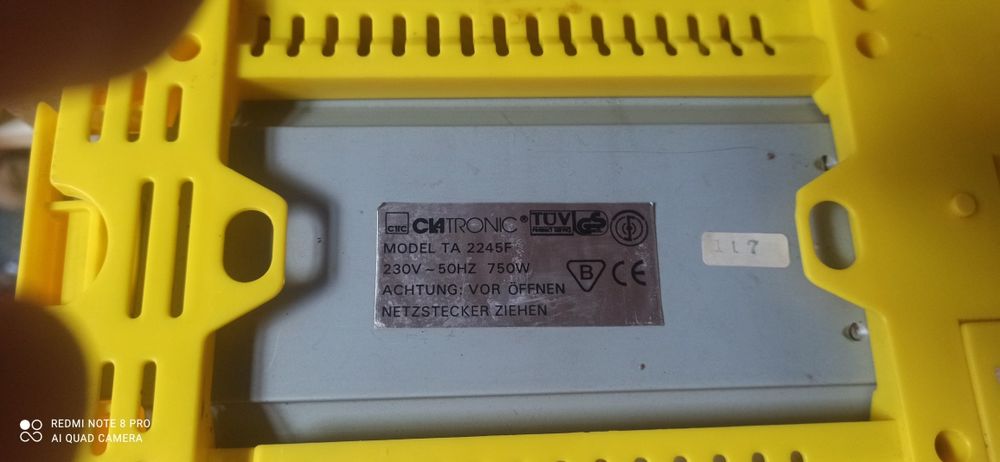 CTC CLATRONIC® TÜV GS
MODEL TA 2245F
230V ~ 50HZ 750W
B CE
ACHTUNG: VOR ÖFFNEN
NETZSTECKER ZIEHEN
117
REDMI NOTE 8 PRO
AI QUAD CAMERA